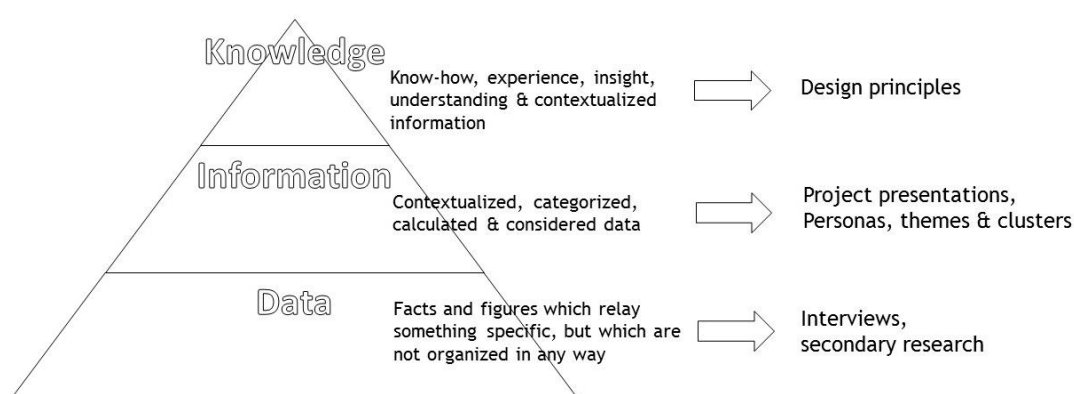 Knowledge
Know-how, experience, insight,
understanding & contextualized
information
Design principles
Information
Contextualized, categorized,
calculated & considered data
Project presentations,
Personas, themes & clusters
Data
Facts and figures which relay
something specific, but which are
not organized in any way
Interviews,
secondary research